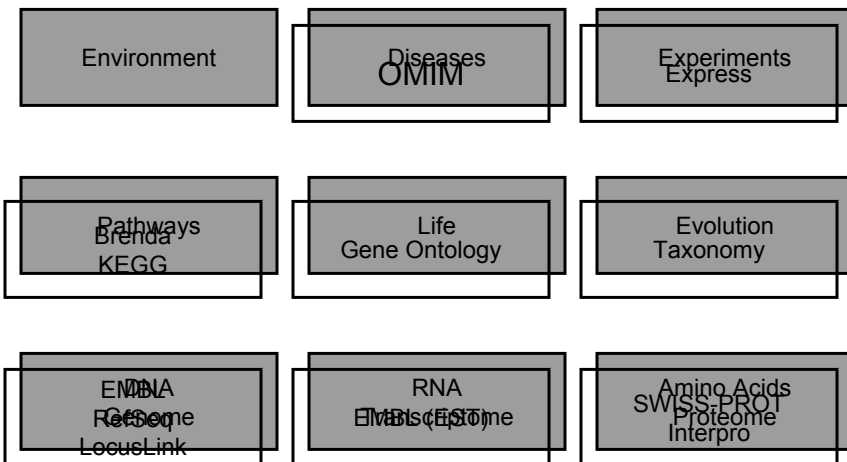 Environment
Diseases
OMIM
Experiments
Express
Pathways
Brenda
KEGG
Life
Gene Ontology
Evolution
Taxonomy
DNA
Genome
EMBL
RefSeq
LocusLink
RNA
Transcriptome
EMBL (EST)
Amino Acids
Proteome
SWISS-PROT
Interpro